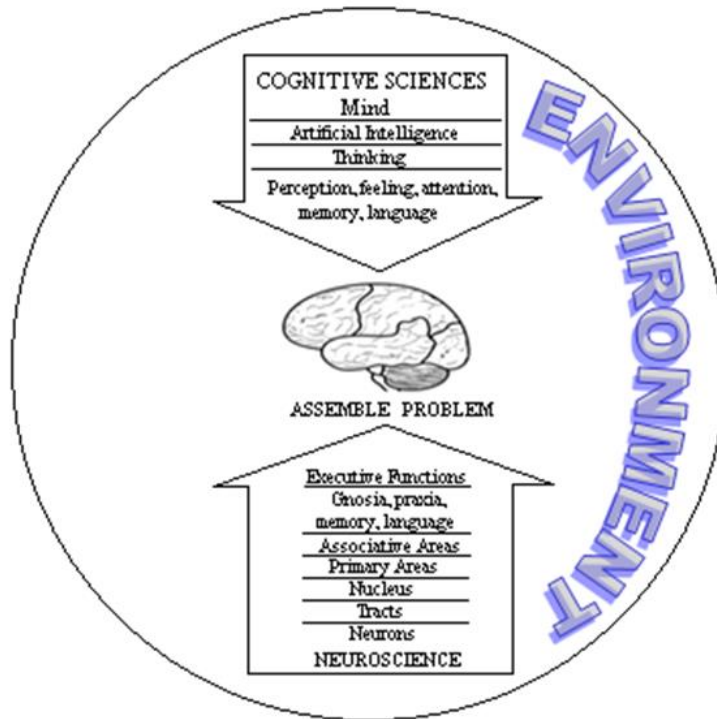 COGNITIVE SCIENCES
Mind
Artificial Intelligence
Thinking
Perception, feeling, attention,
memory, language
ENVIRONMENT
ASSEMBLE PROBLEM
Executive Functions
Gnosia, praxia,
memory, language
Associative Areas
Primary Areas
Nucleus
Tracts
Neurons
NEUROSCIENCE